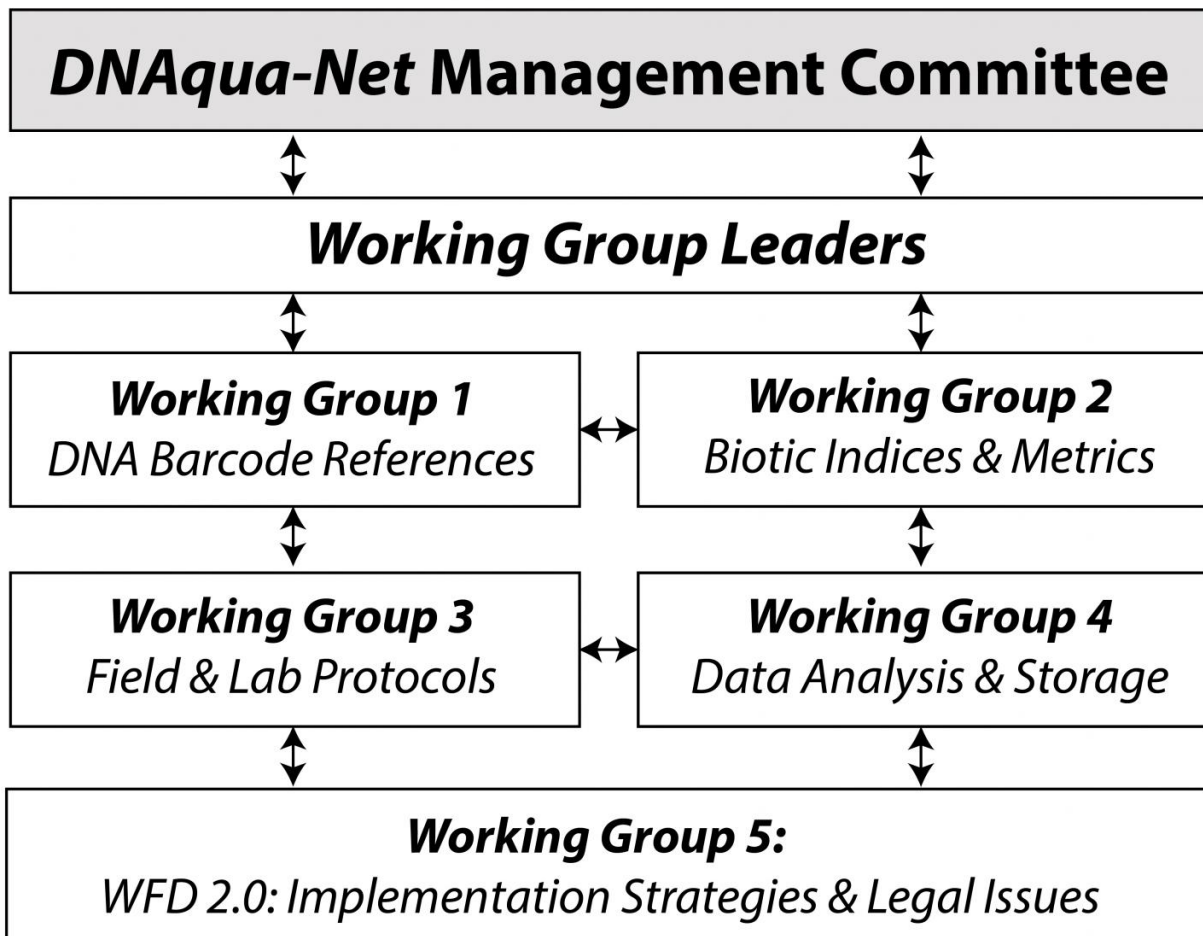 DNAqua-Net Management Committee
Working Group Leaders
Working Group 1
DNA Barcode References
Working Group 2
Biotic Indices & Metrics
Working Group 3
Field & Lab Protocols
Working Group 4
Data Analysis & Storage
Working Group 5:
WFD 2.0: Implementation Strategies & Legal Issues